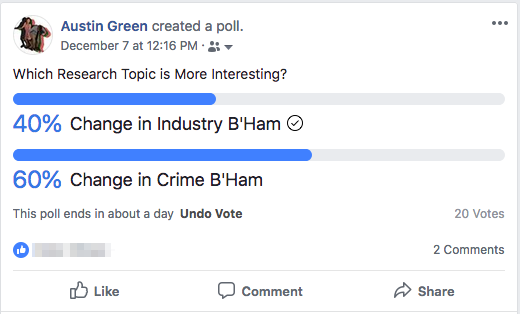 Austin Green created a poll.
December 7 at 12:16 PM ·
Which Research Topic is More Interesting?
40% Change in Industry B'Ham
60% Change in Crime B'Ham
This poll ends in about a day Undo Vote 20 Votes
2 Comments
Like Comment Share